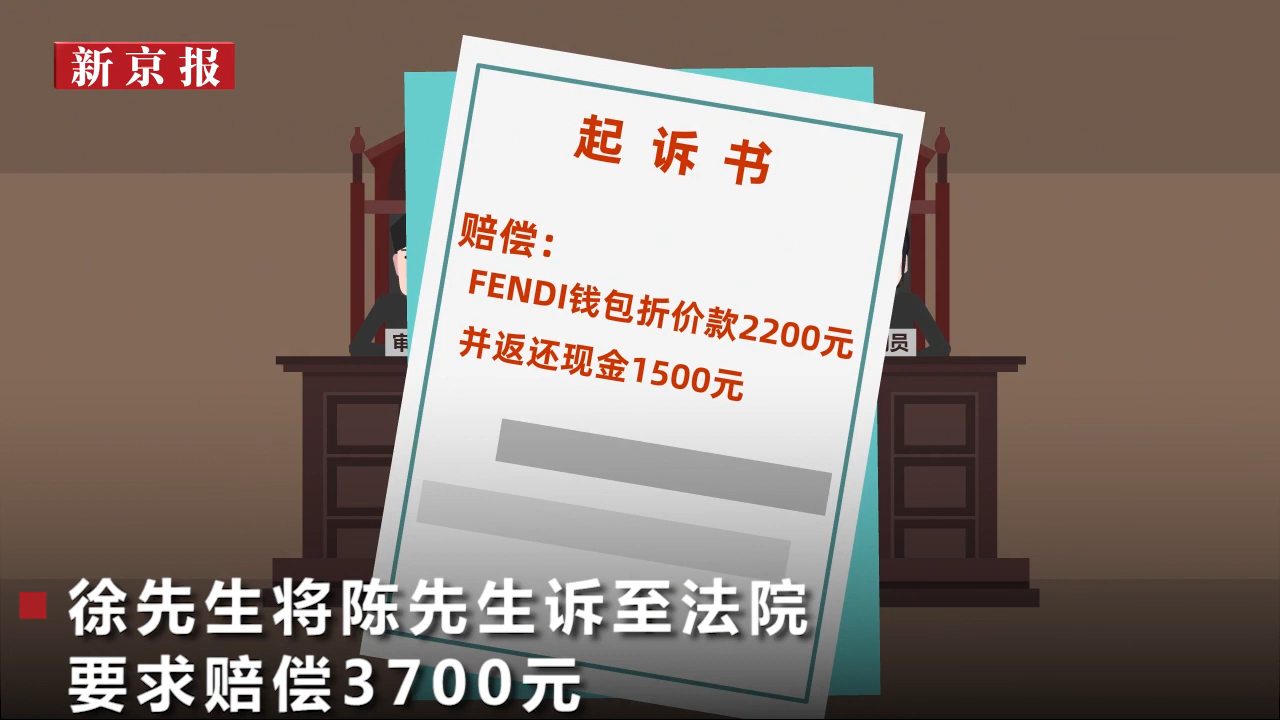 新京报
起诉书
赔偿：
FENDI钱包折价款2200元
并返还现金1500元
审
员
徐先生将陈先生诉至法院
要求赔偿3700元